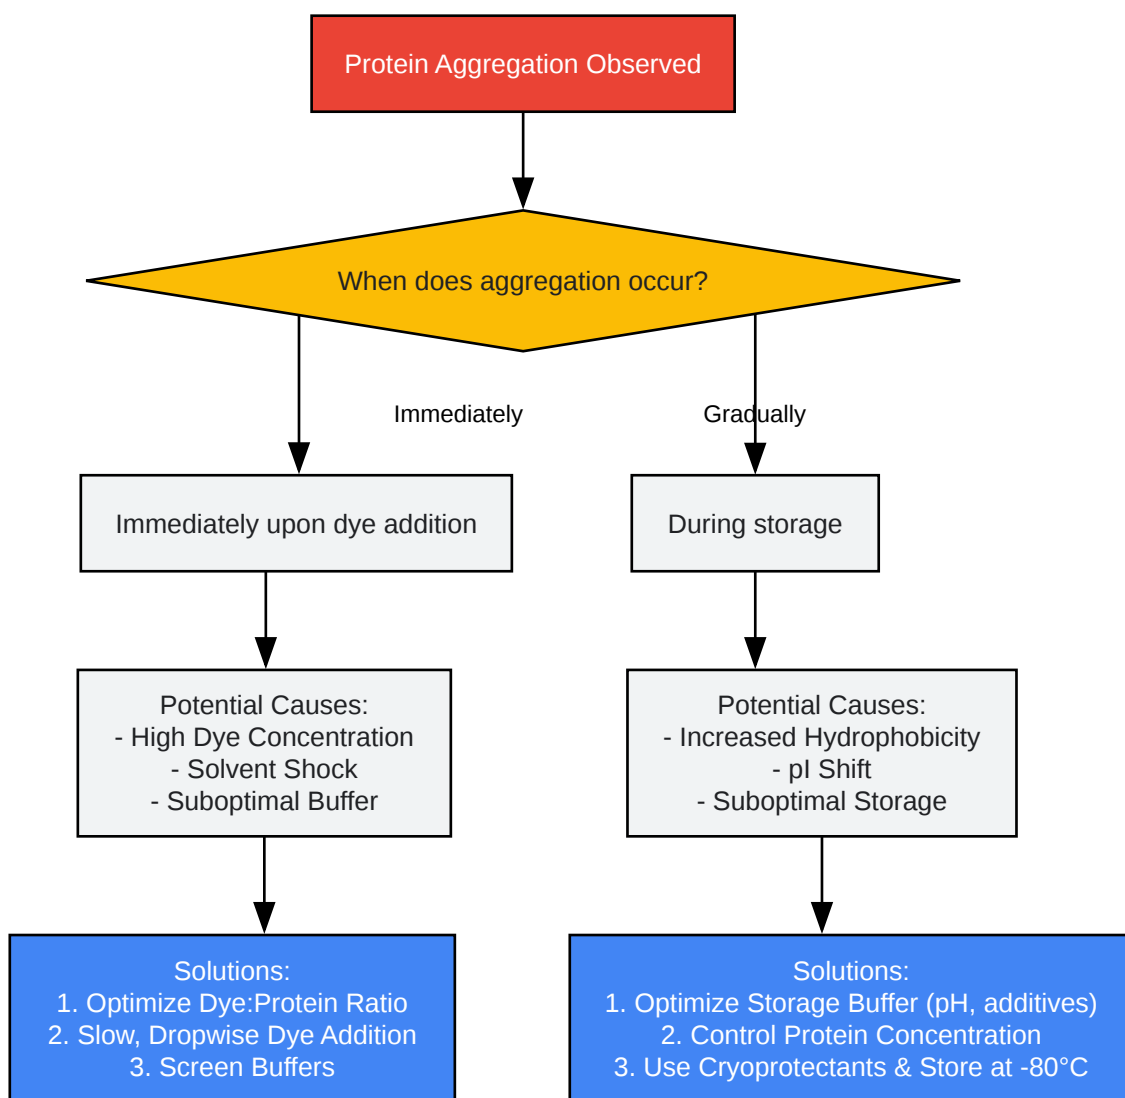 Protein Aggregation Observed
When does aggregation occur?
Immediately
Gradually
Immediately upon dye addition
During storage
Potential Causes:
- High Dye Concentration
- Solvent Shock
- Suboptimal Buffer
Potential Causes:
- Increased Hydrophobicity
- pI Shift
- Suboptimal Storage
Solutions:
1. Optimize Dye:Protein Ratio
2. Slow, Dropwise Dye Addition
3. Screen Buffers
Solutions:
1. Optimize Storage Buffer (pH, additives)
2. Control Protein Concentration
3. Use Cryoprotectants & Store at -80°C